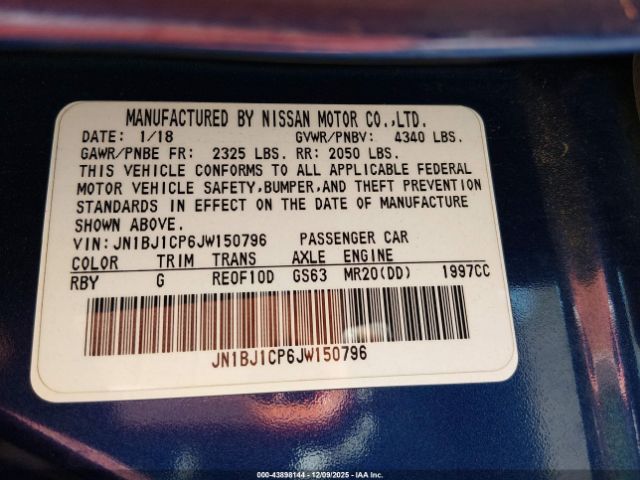 MANUFACTURED BY NISSAN MOTOR CO.,LTD.
DATE: 1/18 GVWR/PNBV: 4340 LBS.
GAWR/PNBE FR: 2325 LBS. RR: 2050 LBS.
THIS VEHICLE CONFORMS TO ALL APPLICABLE FEDERAL
MOTOR VEHICLE SAFETY,BUMPER,AND THEFT PREVENTION
STANDARDS IN EFFECT ON THE DATE OF MANUFACTURE
SHOWN ABOVE.
VIN:JN1BJ1CP6JW150796 PASSENGER CAR
COLOR TRIM TRANS AXLE ENGINE
RBY G RE0F10D GS63 MR20(DD) 1997CC
JN1BJ1CP6JW150796
000-43898144 - 12/09/2025 - IAAI.COM